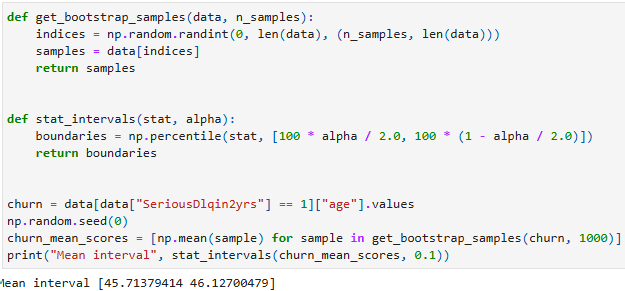 def get_bootstrap_samples(data, n_samples):
    indices = np.random.randint(0, len(data), (n_samples, len(data)))
    samples = data[indices]
    return samples
def stat_intervals(stat, alpha):
    boundaries = np.percentile(stat, [100 * alpha / 2.0, 100 * (1 - alpha / 2.0)])
    return boundaries
churn = data[data["SeriousDlqin2yrs"] == 1]["age"].values
np.random.seed(0)
churn_mean_scores = [np.mean(sample) for sample in get_bootstrap_samples(churn, 1000)]
print("Mean interval", stat_intervals(churn_mean_scores, 0.1))
Mean interval [45.71379414 46.12700479]